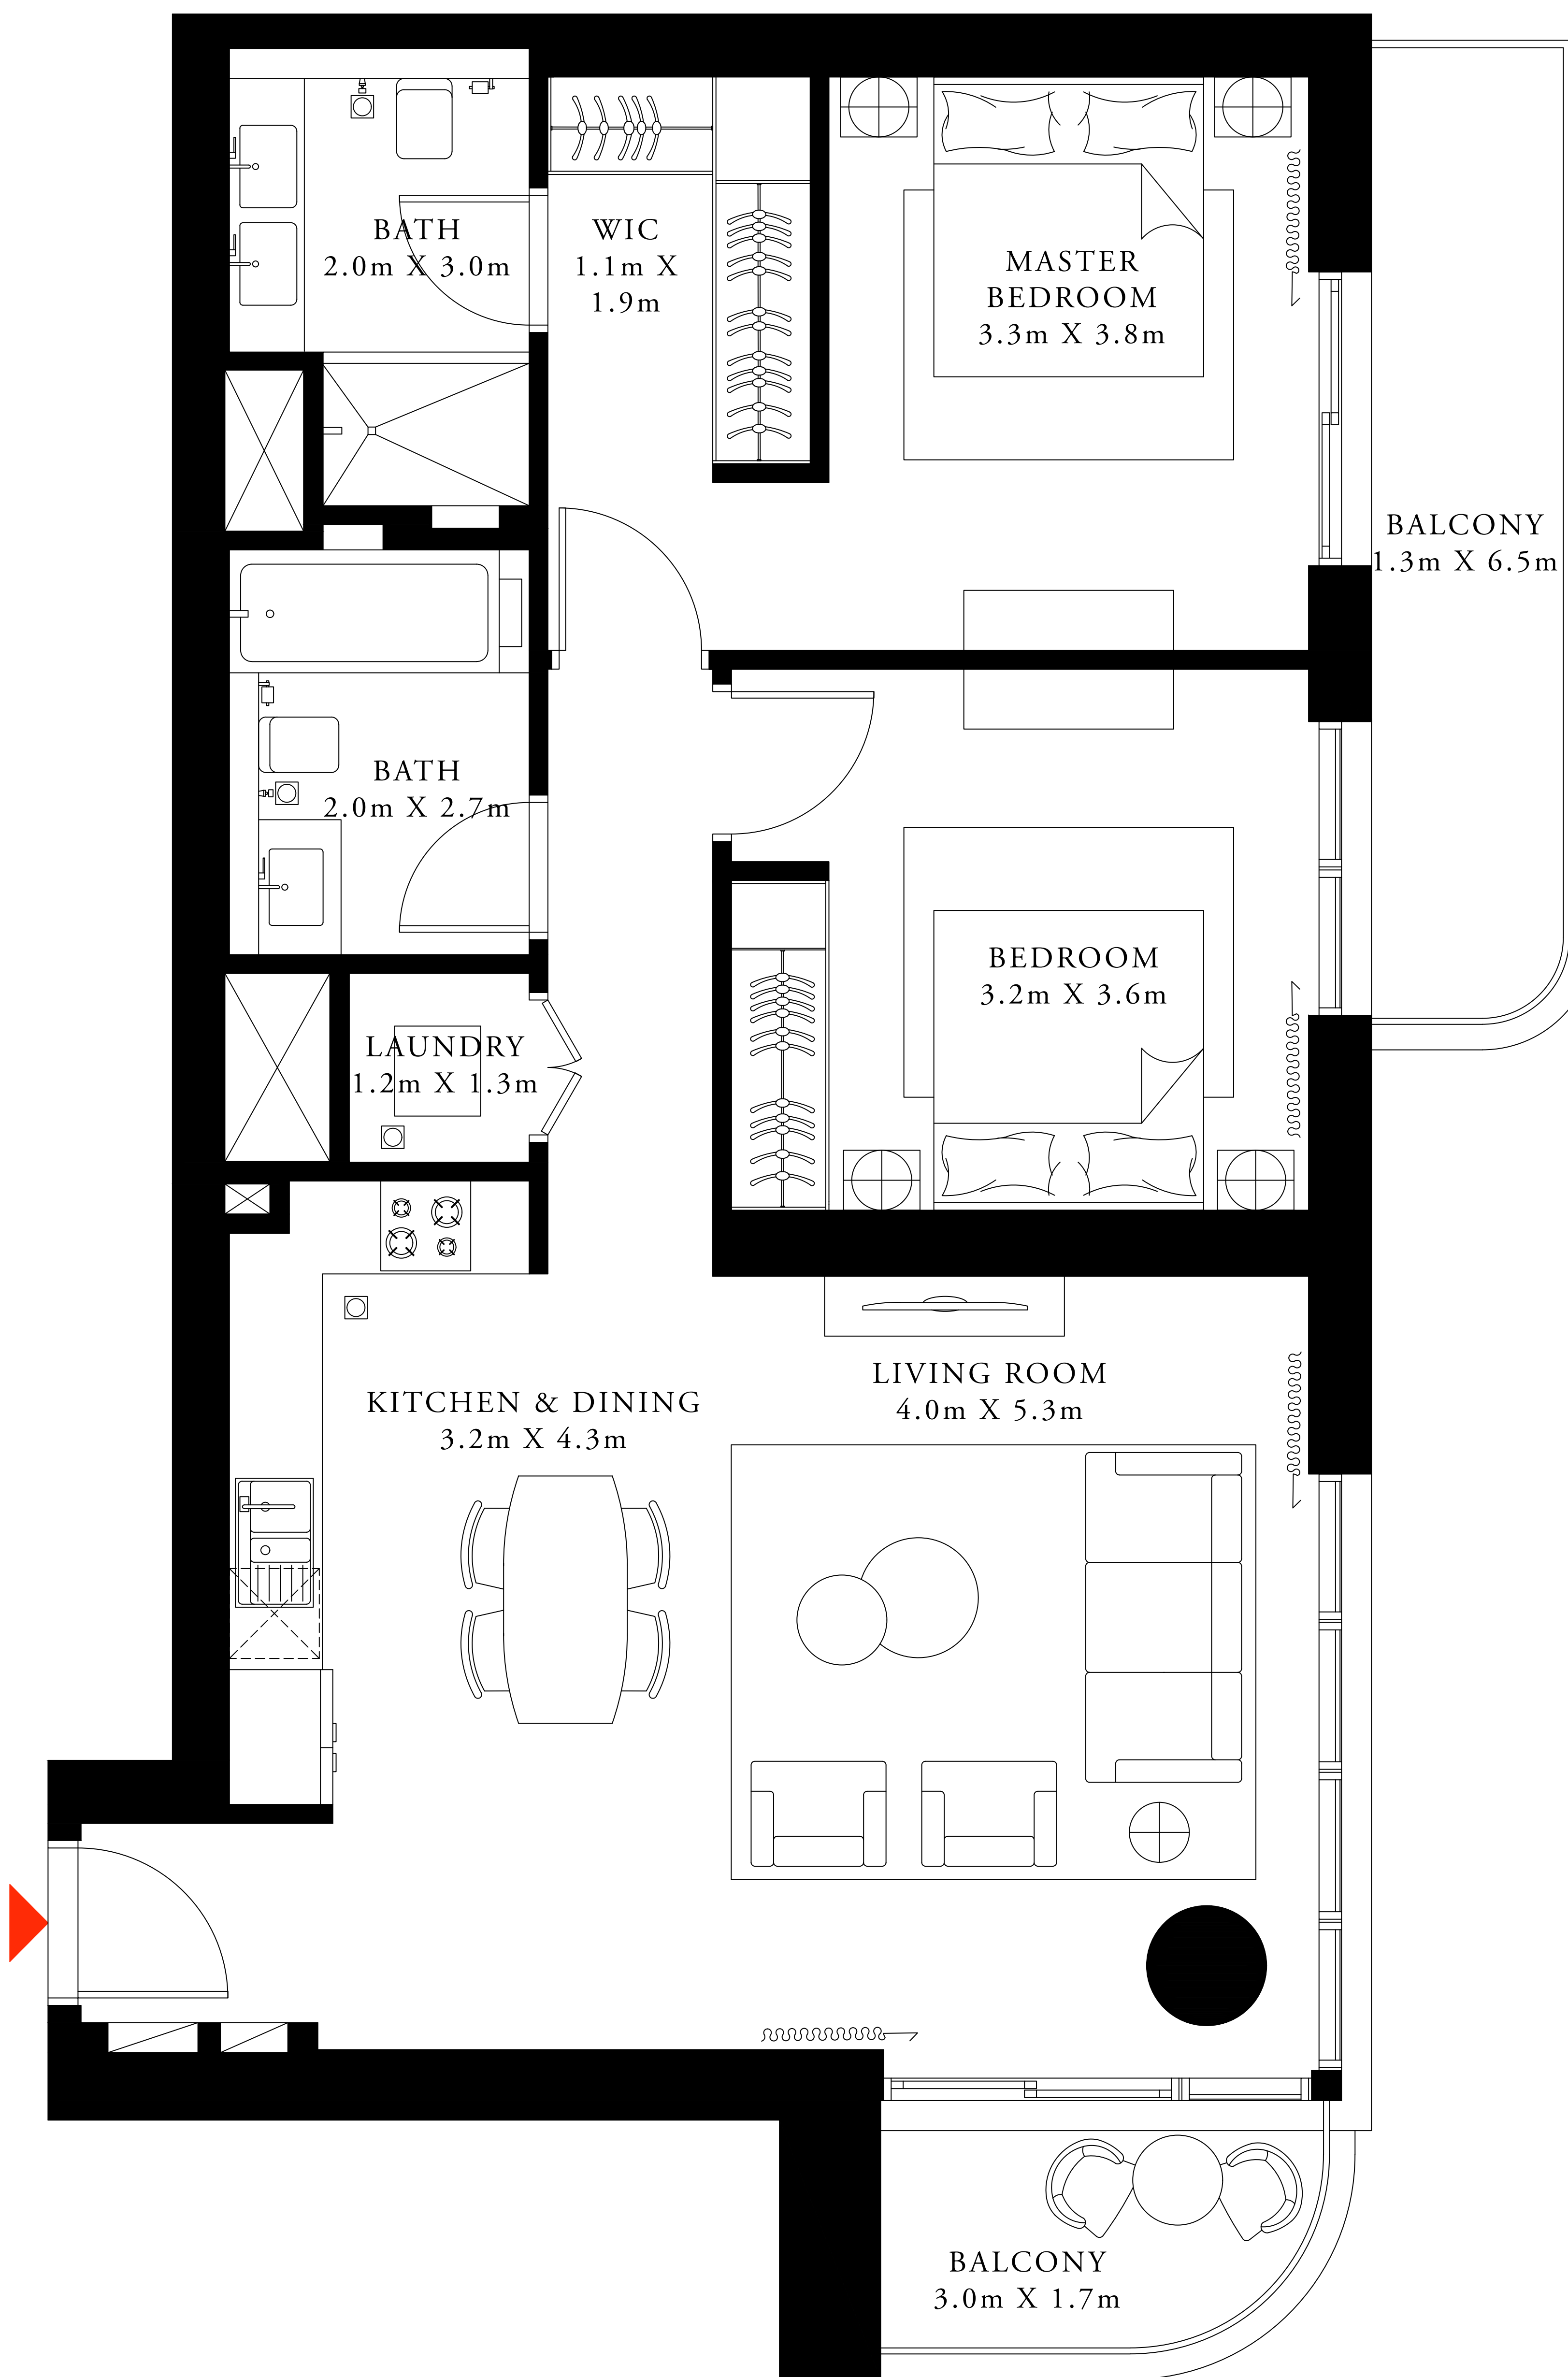 BATH
2.0m X 3.0m
WIC
1.1m X
1.9m
MASTER
BEDROOM
3.3m X 3.8m
BALCONY
1.3m X 6.5m
BATH
2.0m X 2.7m
BEDROOM
3.2m X 3.6m
LAUNDRY
1.2m X 1.3m
LIVING ROOM
4.0m X 5.3m
KITCHEN & DINING
3.2m X 4.3m
BALCONY
3.0m X 1.7m